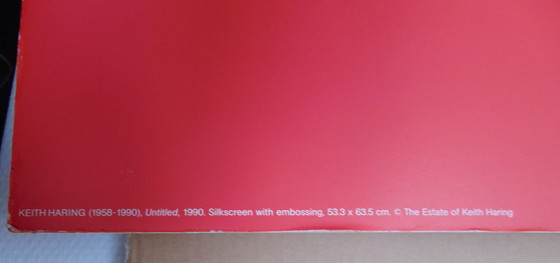 KEITH HARING (1958-1990), Untitled, 1990. Silkscreen with embossing, 53.3 x 63.5 cm. © The Estate of Keith Haring